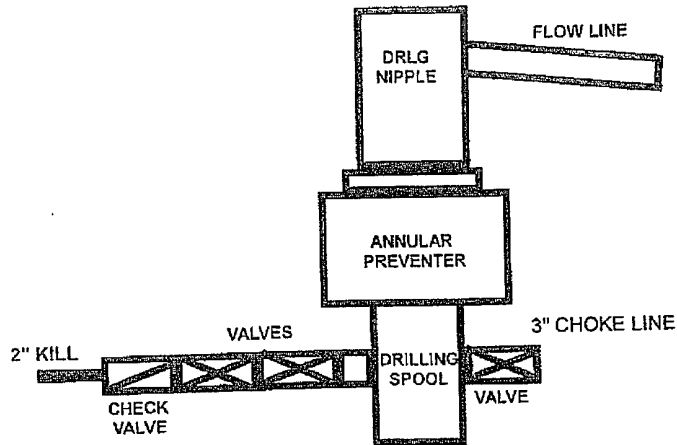 FLOW LINE
DRLG
NIPPLE
ANNULAR
PREVENTER
3" CHOKE LINE
VALVES
2" KILL
DRILLING
SPOOL
CHECK
VALVE
VALVE